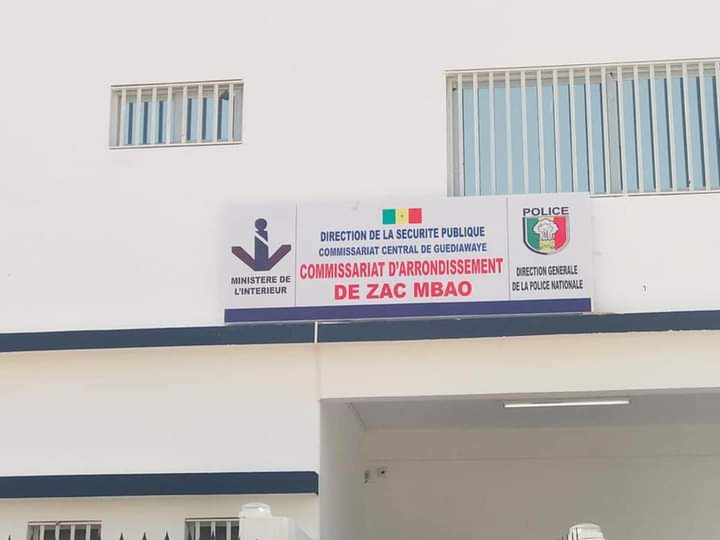 MINISTERE DE
L'INTERIEUR
DIRECTION DE LA SECURITE PUBLIQUE
COMMISSARIAT CENTRAL DE GUEDIAWAYE
COMMISSARIAT D'ARRONDISSEMENT
DE ZAC MBAO
POLICE
DIRECTION GENERALE
DE LA POLICE NATIONALE